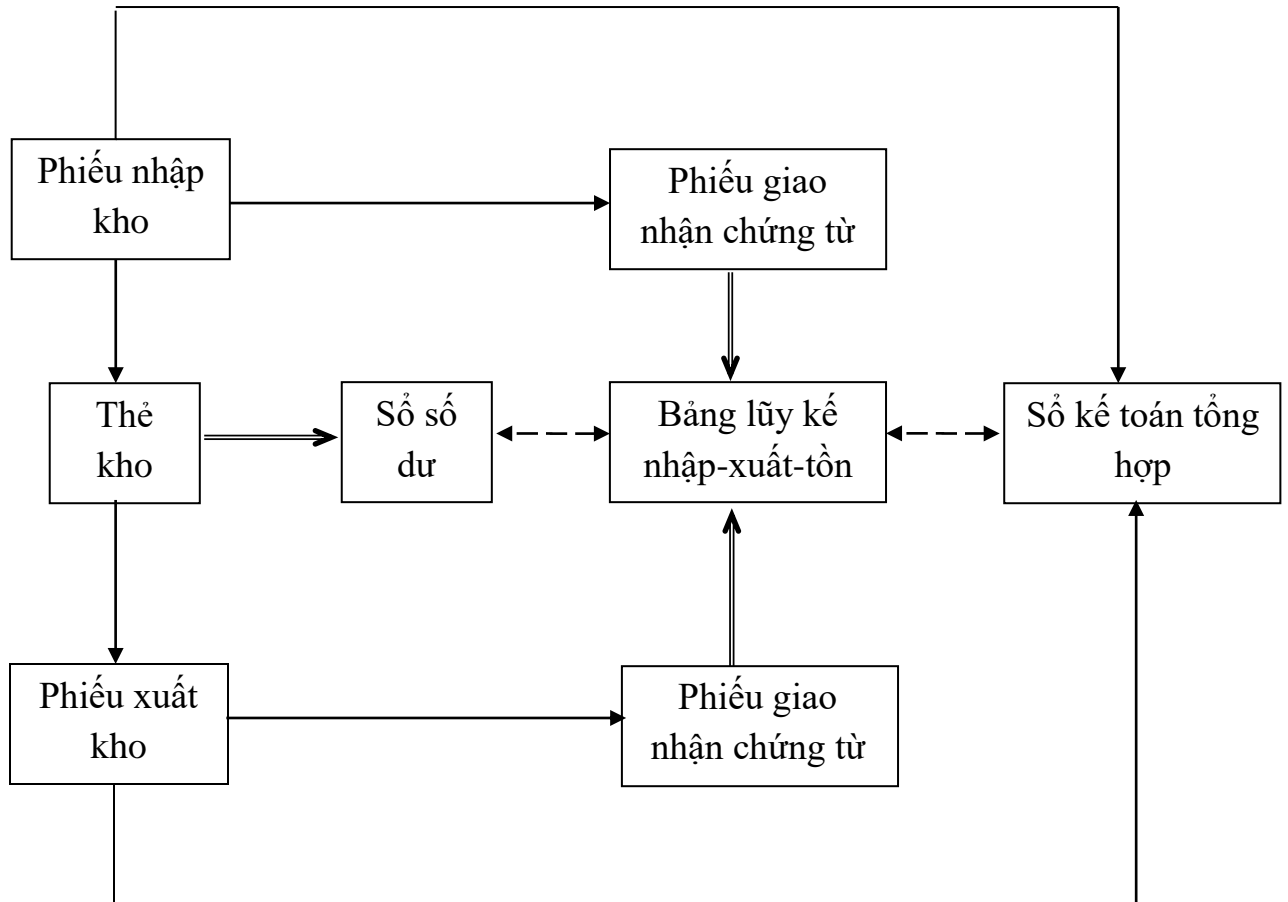 Phiếu nhập
kho
Phiếu giao
nhận chứng từ
Thẻ
kho
Sổ số
dư
Bảng lũy kế
nhập-xuất-tồn
Sổ kế toán tổng
hợp
Phiếu xuất
kho
Phiếu giao
nhận chứng từ